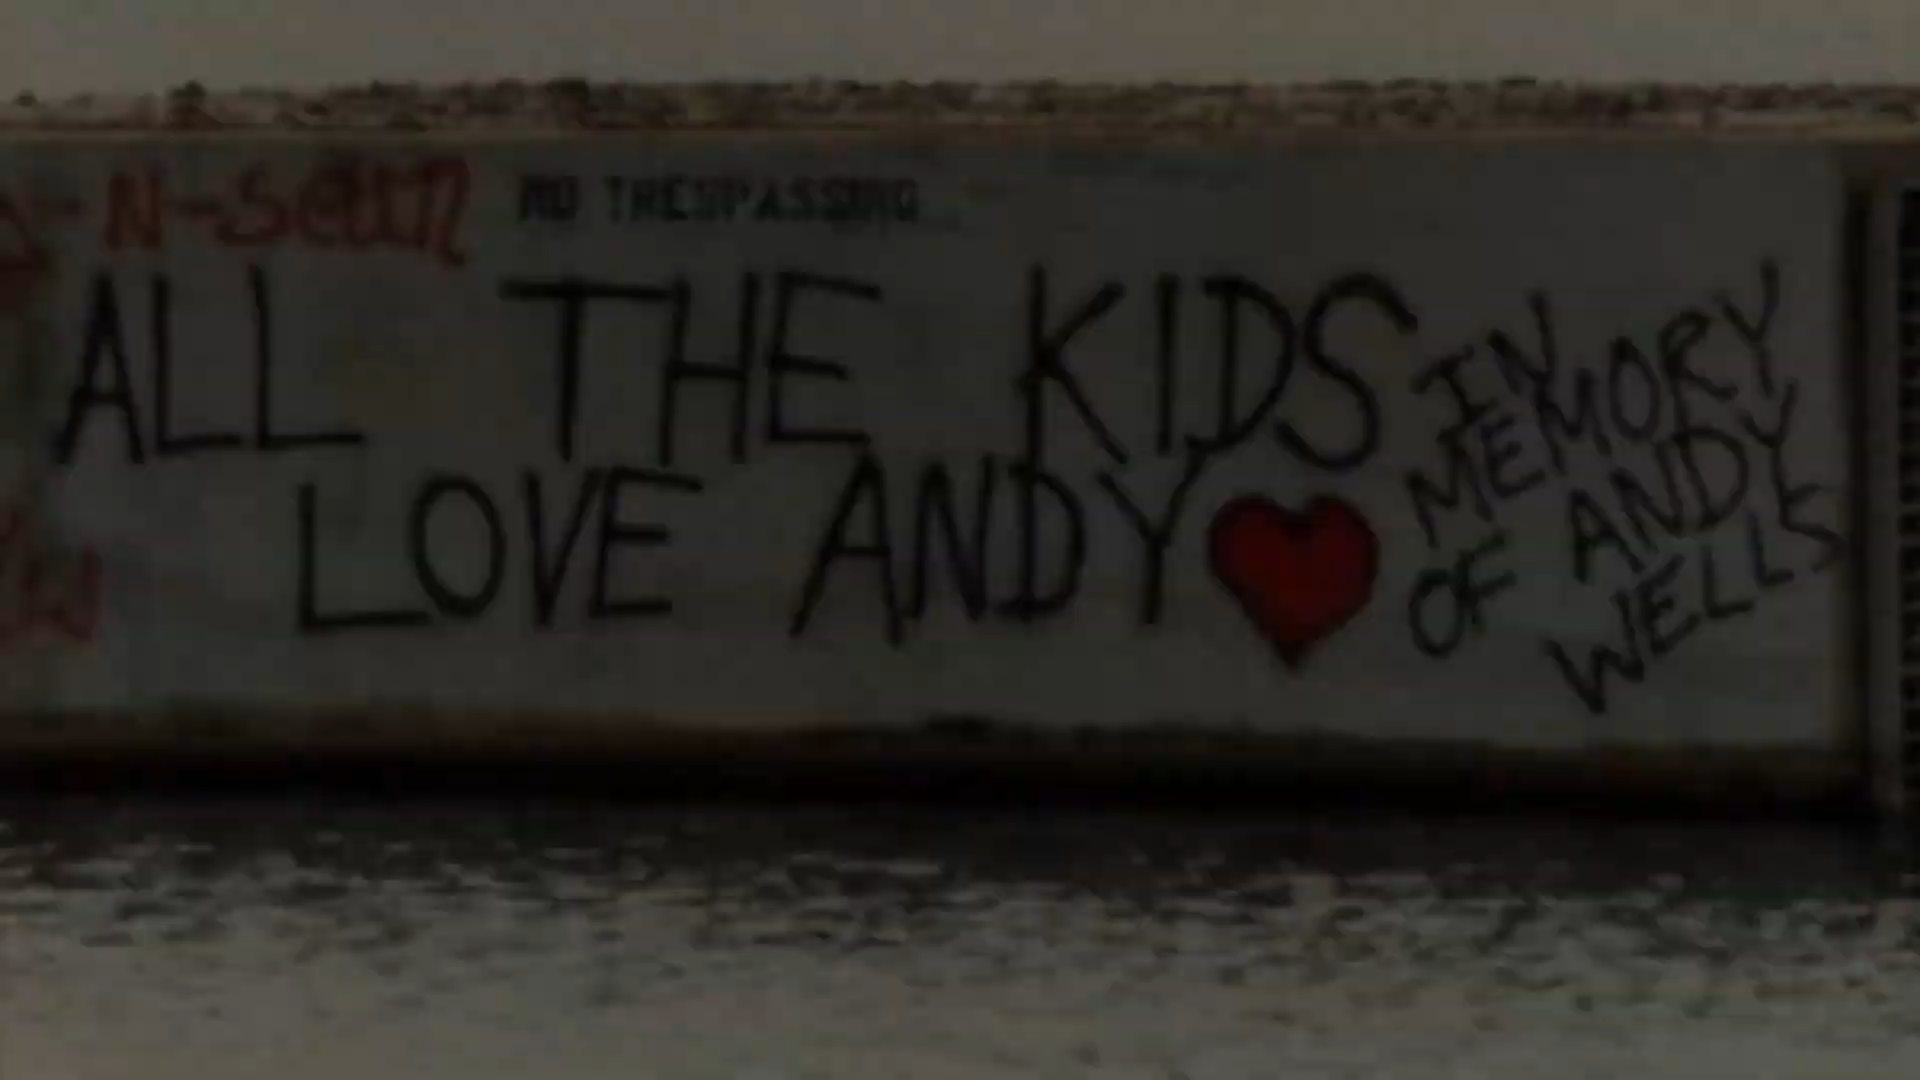 NO TRESPASSING
ALL THE KIDS
LOVE ANDY
IN
MEMORY
OF ANDY
WELLS